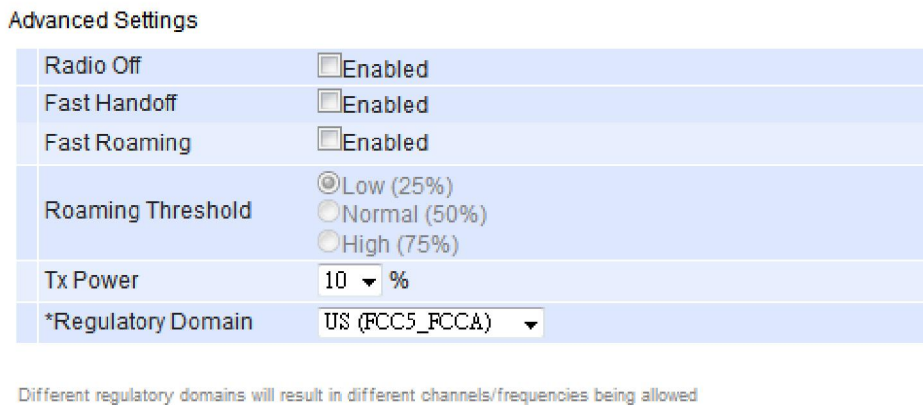 Advanced Settings
Radio Off Enabled
Fast Handoff Enabled
Fast Roaming Enabled
Roaming Threshold
Low (25%)
Normal (50%)
High (75%)
Tx Power 10 %
*Regulatory Domain US (FCC5_FCCA)
Different regulatory domains will result in different channels/frequencies being allowed